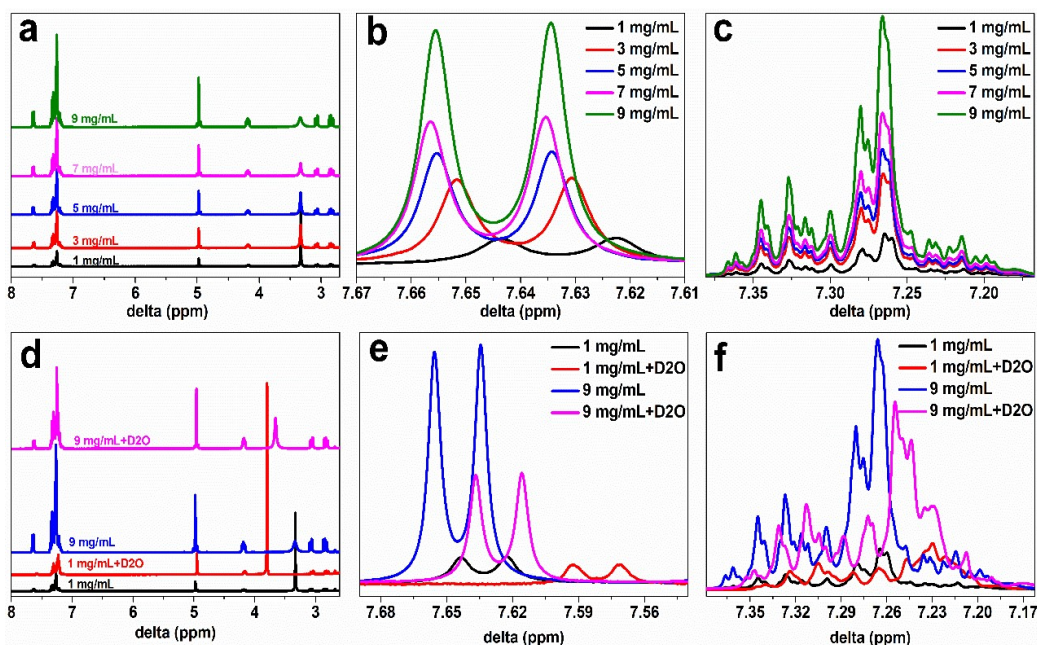 a
9 mg/mL
7 mg/mL
5 mg/mL
3 mg/mL
1 mg/mL
8 7 6 5 4 3
delta (ppm)
b
1 mg/mL
3 mg/mL
5 mg/mL
7 mg/mL
9 mg/mL
7.67 7.66 7.65 7.64 7.63 7.62 7.61
delta (ppm)
c
1 mg/mL
3 mg/mL
5 mg/mL
7 mg/mL
9 mg/mL
7.35 7.30 7.25 7.20
delta (ppm)
d
9 mg/mL+D2O
9 mg/mL
1 mg/mL+D2O
1 mg/mL
8 7 6 5 4 3
delta (ppm)
e
1 mg/mL
1 mg/mL+D2O
9 mg/mL
9 mg/mL+D2O
7.68 7.65 7.62 7.59 7.56
delta (ppm)
f
1 mg/mL
1 mg/mL+D2O
9 mg/mL
9 mg/mL+D2O
7.35 7.32 7.29 7.26 7.23 7.20 7.17
delta (ppm)